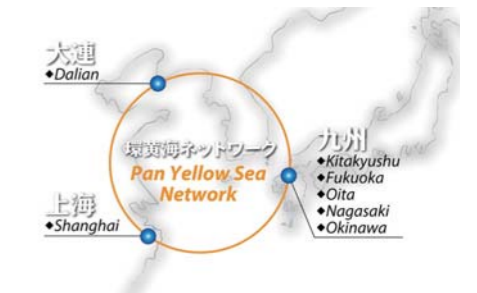 大連
◆Dalian
環黄海ネットワーク
Pan Yellow Sea
Network
九州
◆Kitakyushu
◆Fukuoka
◆Oita
◆Nagasaki
◆Okinawa
上海
◆Shanghai